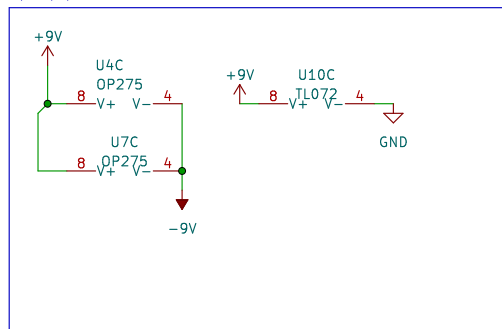 +9V
U4C
OP275
8 V+ V- 4
U7C
OP275
8 V+ V- 4
-9V
+9V
U10C
TL072
8 V+ V- 4
GND